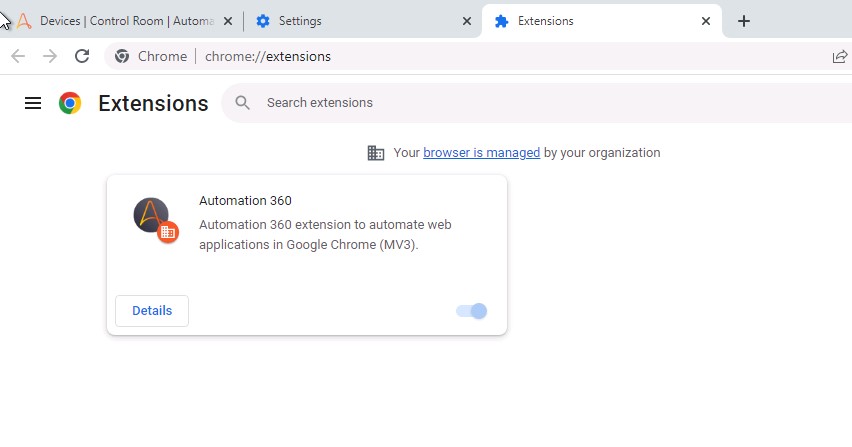 Devices | Control Room | Automa
Settings
Extensions
Chrome | chrome://extensions
Extensions
Search extensions
Your browser is managed by your organization
Automation 360
Automation 360 extension to automate web
applications in Google Chrome (MV3).
Details